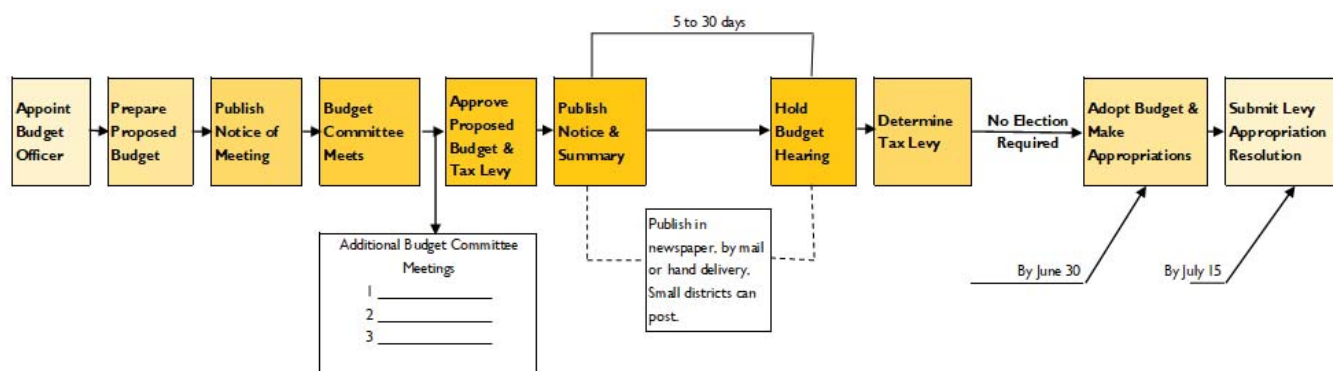 5 to 30 days
Appoint
Budget
Officer
Prepare
Proposed
Budget
Publish
Notice of
Meeting
Budget
Committee
Meets
Approve
Proposed
Budget &
Tax Levy
Publish
Notice &
Summary
Hold
Budget
Hearing
Determine
Tax Levy
No Election
Required
Adopt Budget &
Make
Appropriations
Submit Levy
Appropriation
Resolution
Additional Budget Committee
Meetings
1
2
3
Publish in
newspaper, by mail
or hand delivery.
Small districts can
post.
By June 30
By July 15